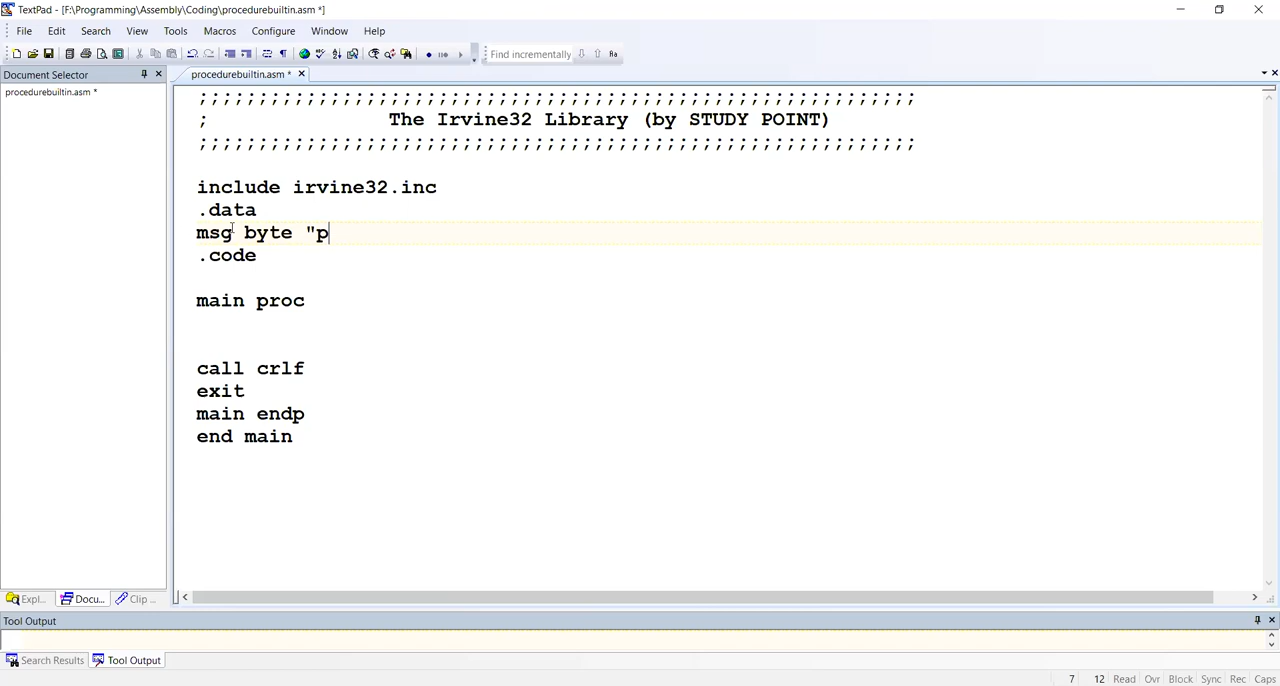 TextPad - [F:\Programming\Assembly\Coding\procedurebuiltin.asm *]
File Edit Search View Tools Macros Configure Window Help
Find incrementally
Document Selector
procedurebuiltin.asm *
procedurebuiltin.asm *
;;;;;;;;;;;;;;;;;;;;;;;;;;;;;;;;;;;;;;;;;;;;;;;;;;;;;;;;;;;;
; The Irvine32 Library (by STUDY POINT)
;;;;;;;;;;;;;;;;;;;;;;;;;;;;;;;;;;;;;;;;;;;;;;;;;;;;;;;;;;;;
include irvine32.inc
.data
msg byte "p
.code
main proc
call crlf
exit
main endp
end main
Expl... Docu... Clip ...
Tool Output
Search Results Tool Output
7 12 Read Ovr Block Sync Rec Caps